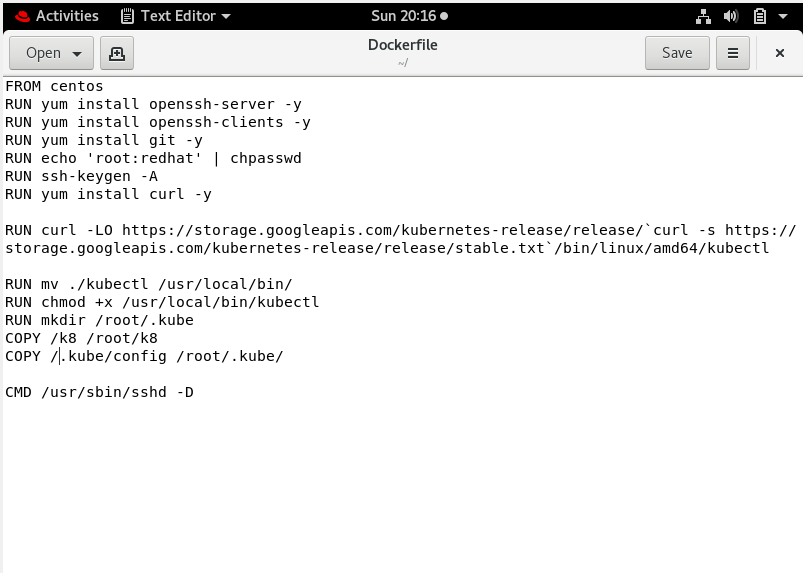 Activities Text Editor Sun 20:16
Open Dockerfile Save
~/
FROM centos
RUN yum install openssh-server -y
RUN yum install openssh-clients -y
RUN yum install git -y
RUN echo 'root:redhat' | chpasswd
RUN ssh-keygen -A
RUN yum install curl -y
RUN curl -LO https://storage.googleapis.com/kubernetes-release/release/`curl -s https://
storage.googleapis.com/kubernetes-release/release/stable.txt`/bin/linux/amd64/kubectl
RUN mv ./kubectl /usr/local/bin/
RUN chmod +x /usr/local/bin/kubectl
RUN mkdir /root/.kube
COPY /k8 /root/k8
COPY /.kube/config /root/.kube/
CMD /usr/sbin/sshd -D